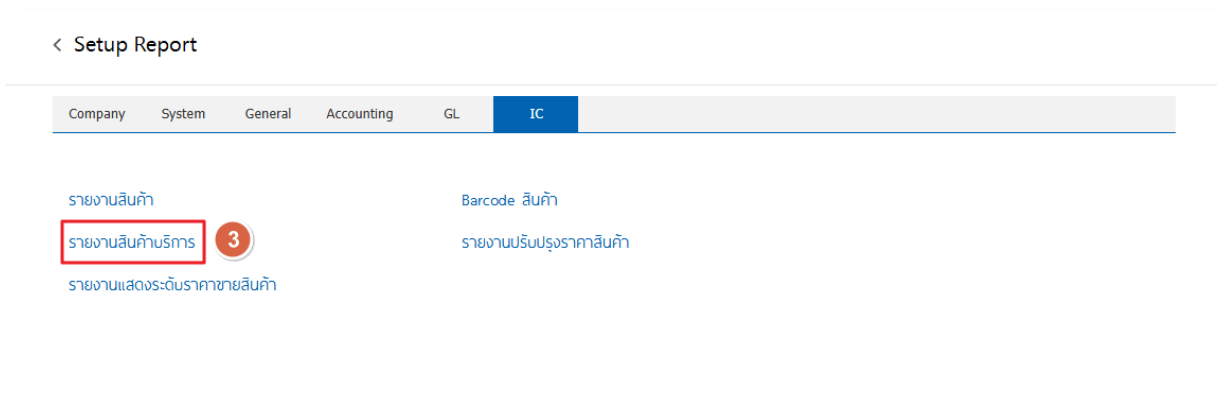 < Setup Report
Company System General Accounting GL IC
รายงานสินค้า Barcode สินค้า
รายงานสินค้าบริการ 3 รายงานปรับปรุงราคาสินค้า
รายงานแสดงระดับราคาขายสินค้า